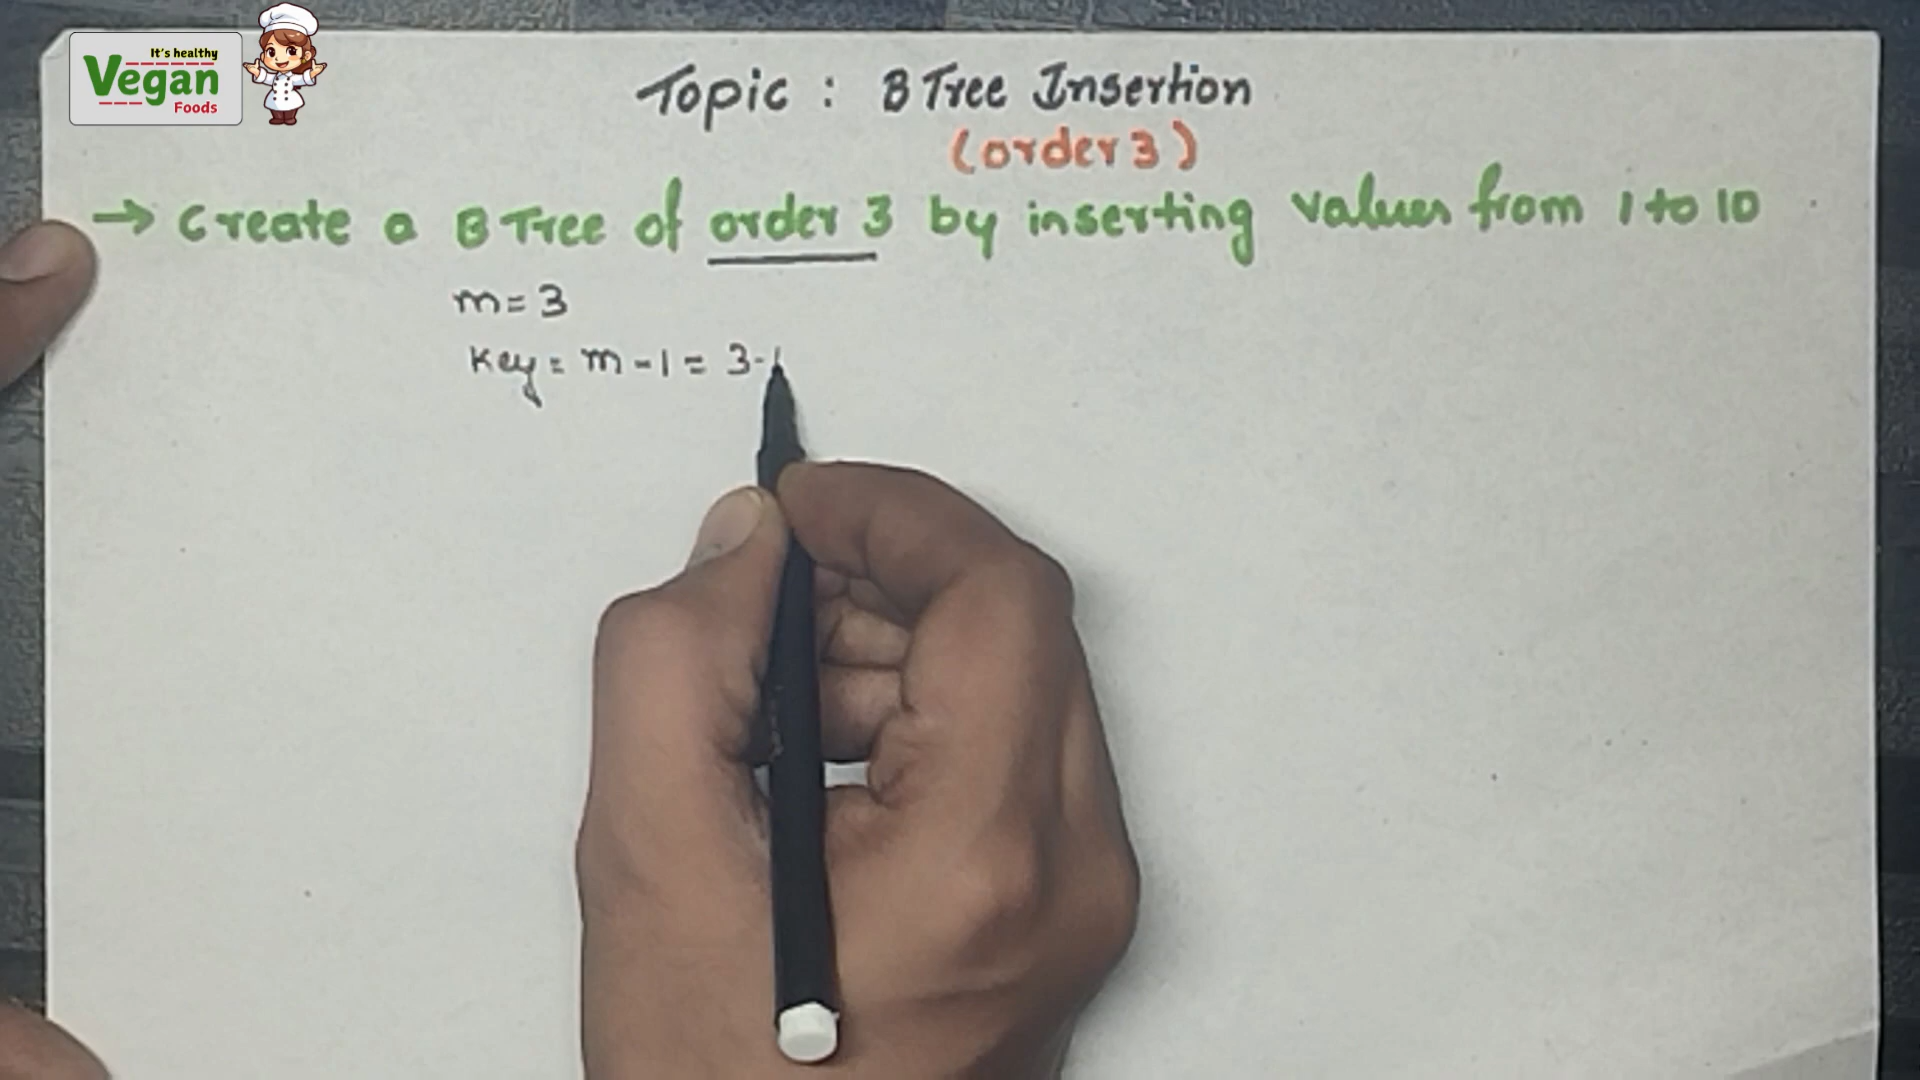 It's healthy
Vegan
Foods
Topic : B Tree Insertion
(order 3)
→ Create a B Tree of order 3 by inserting values from 1 to 10
m = 3
Key = m - 1 = 3 - 1